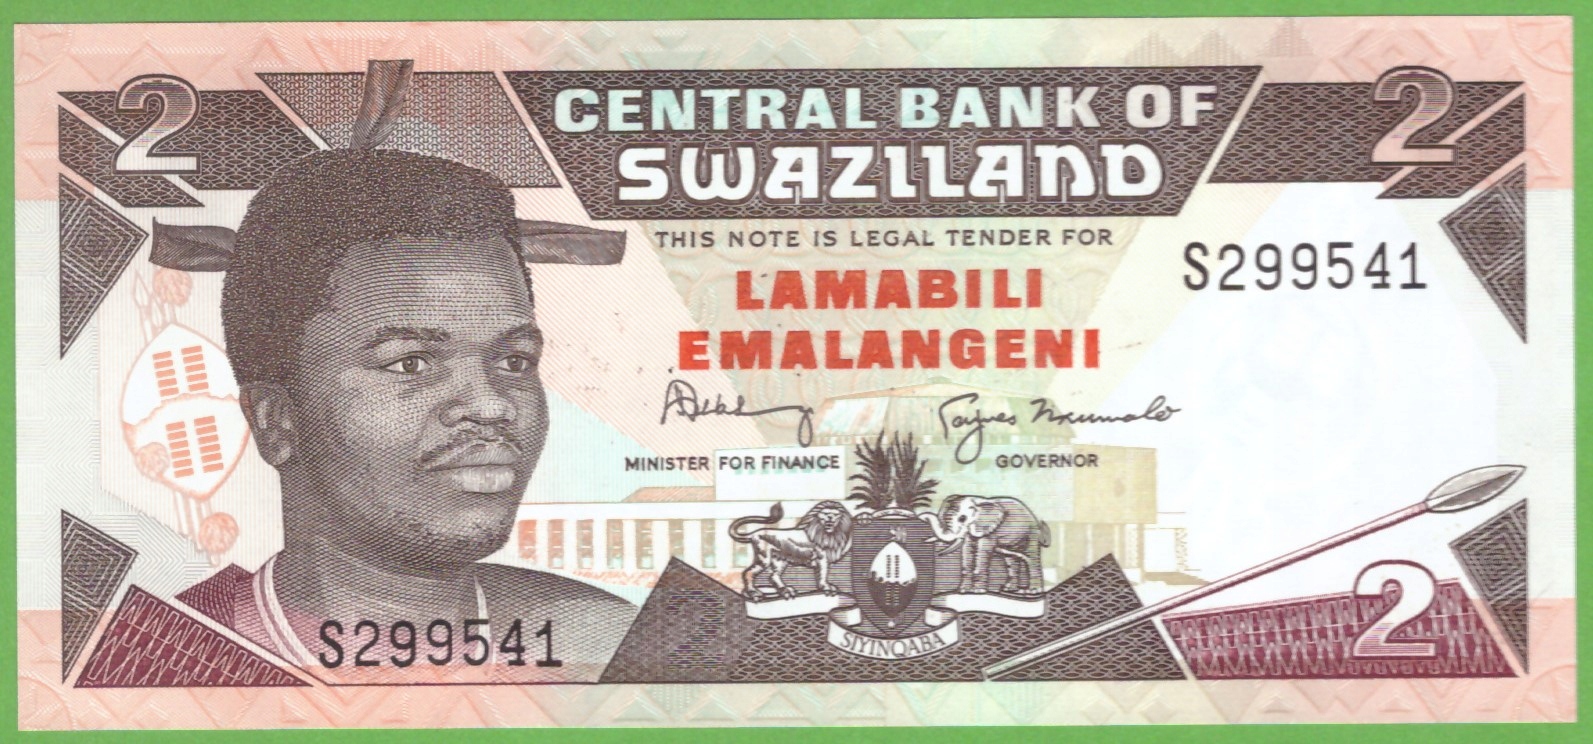 2
CENTRAL BANK OF
2
SWAZILAND
THIS NOTE IS LEGAL TENDER FOR
S299541
LAMABILI
EMALANGENI
MINISTER FOR FINANCE
GOVERNOR
SIYINQABA
2
S299541